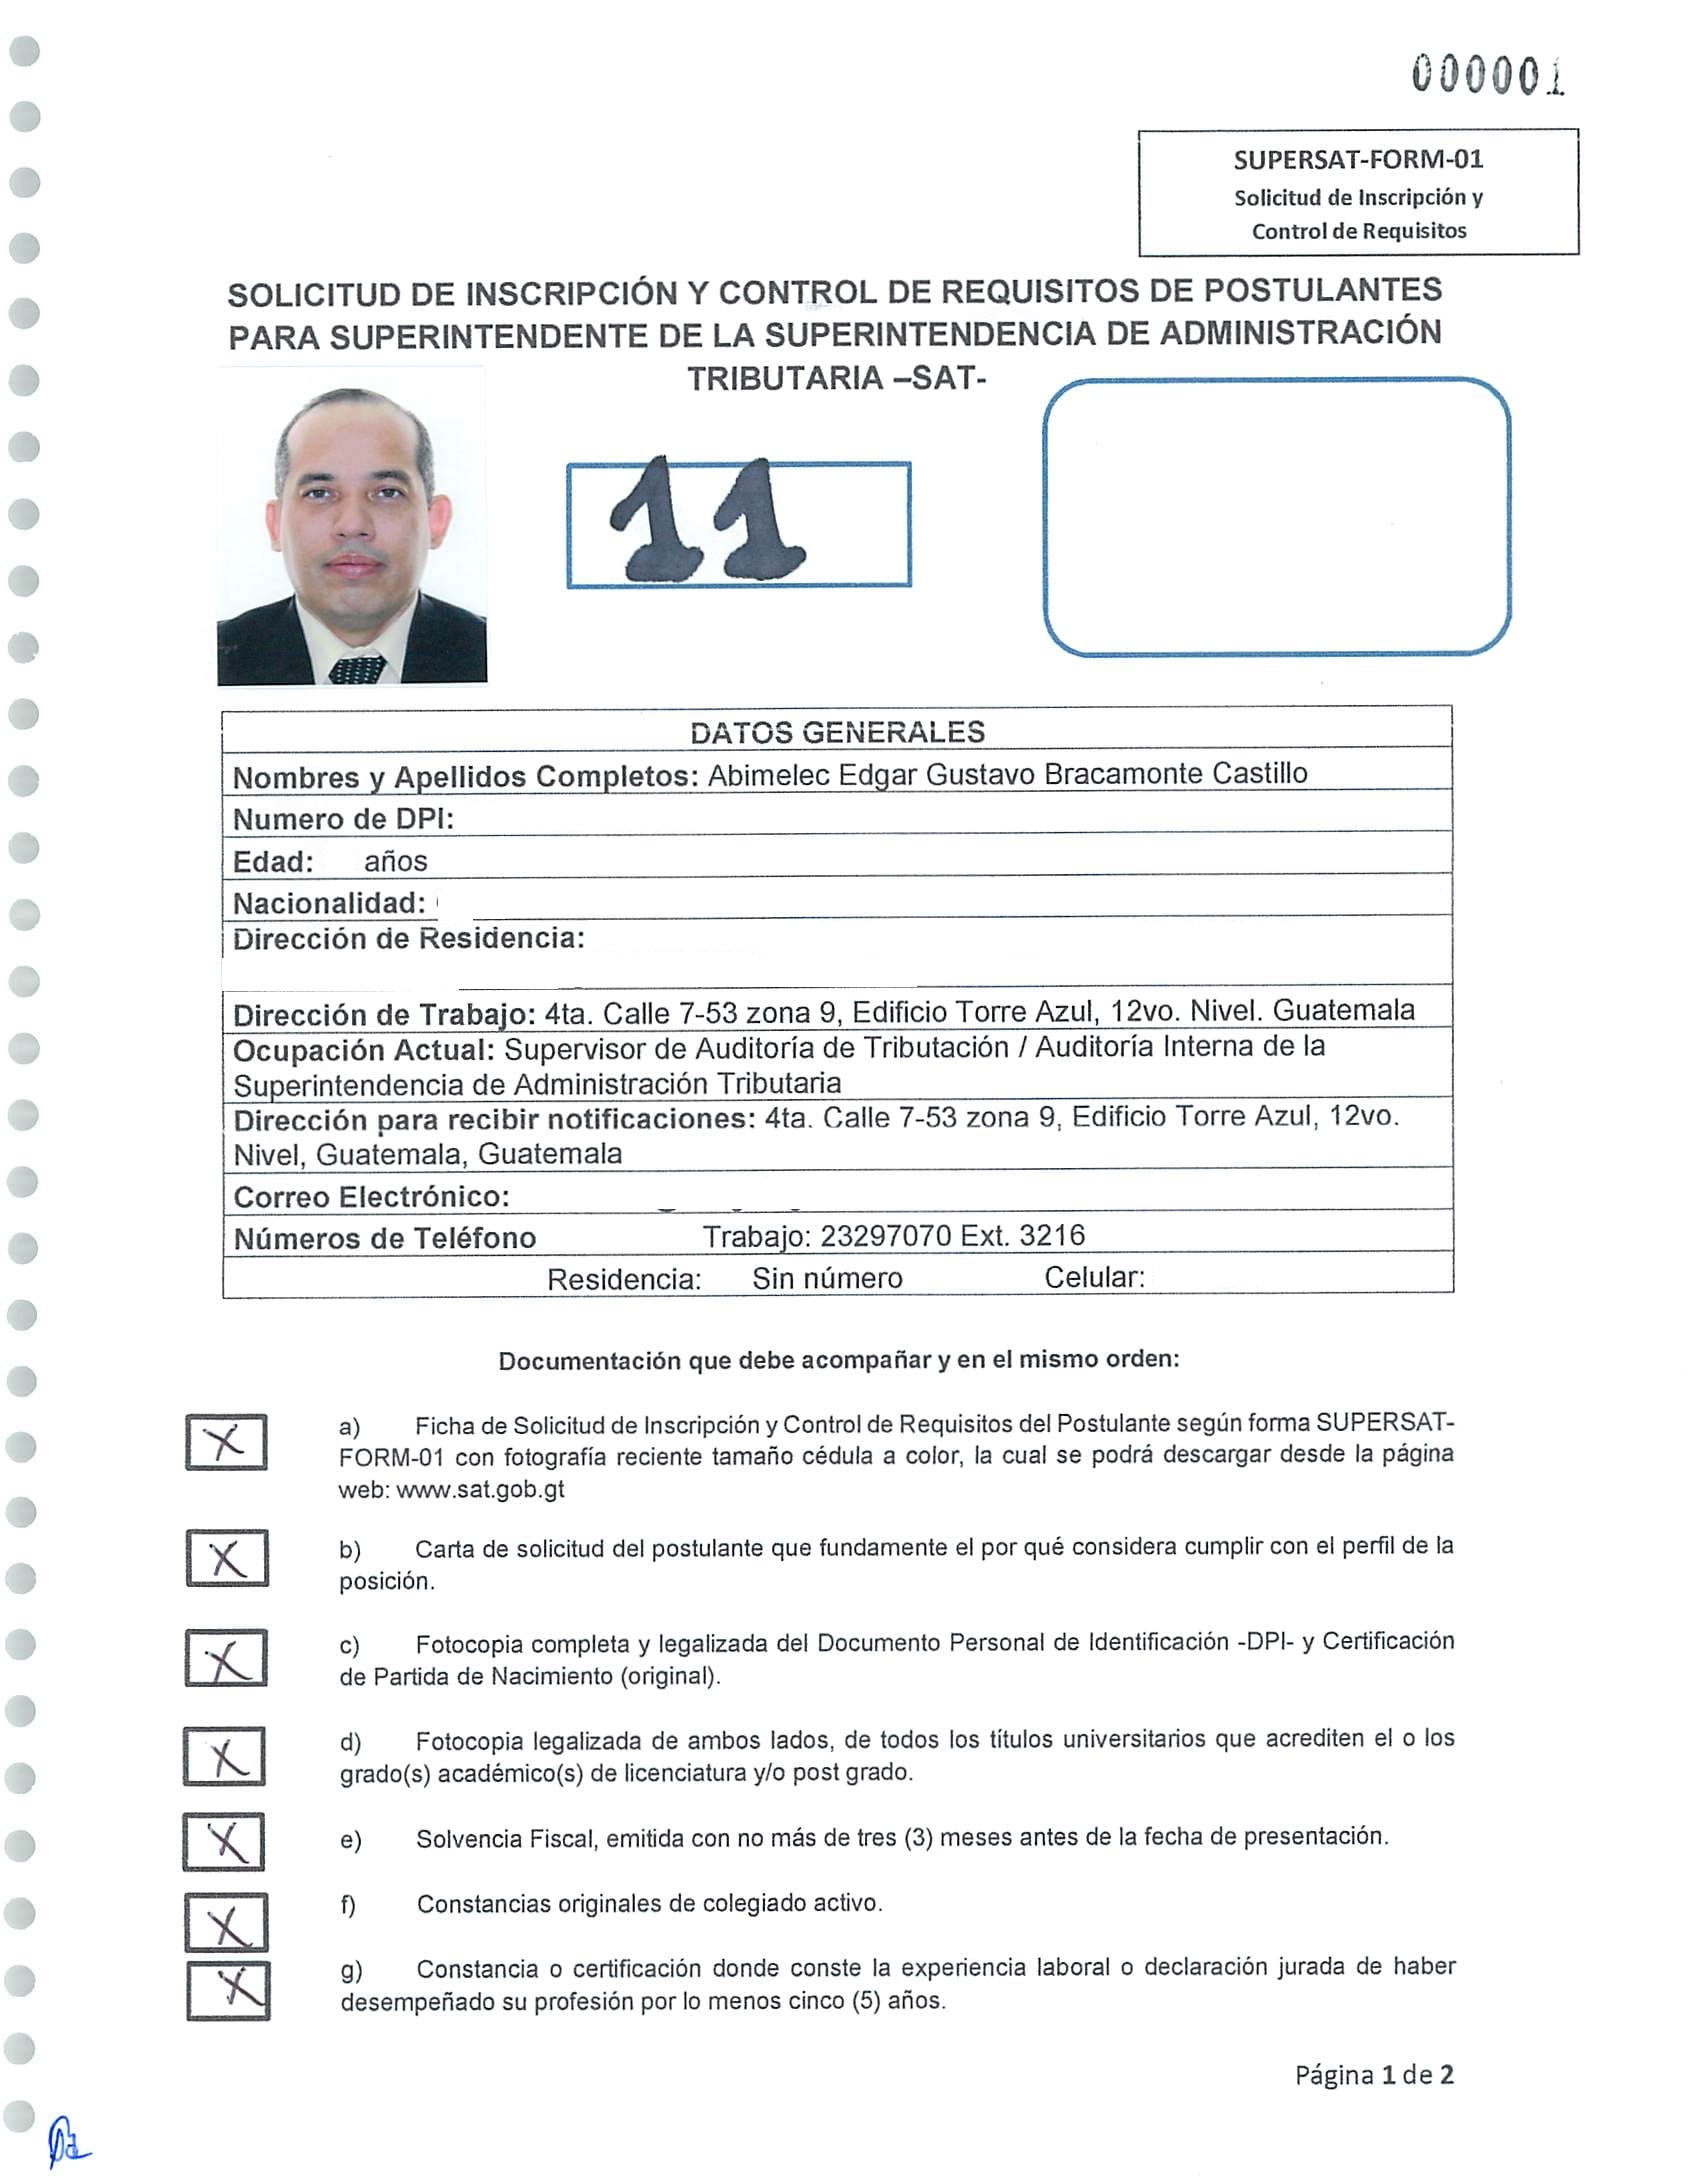 000001
SUPERSAT-FORM-01
Solicitud de Inscripción y
Control de Requisitos
SOLICITUD DE INSCRIPCIÓN Y CONTROL DE REQUISITOS DE POSTULANTES
PARA SUPERINTENDENTE DE LA SUPERINTENDENCIA DE ADMINISTRACIÓN
TRIBUTARIA –SAT-
11
DATOS GENERALES
Nombres y Apellidos Completos: Abimelec Edgar Gustavo Bracamonte Castillo
Numero de DPI:
Edad: años
Nacionalidad:
Dirección de Residencia:
Dirección de Trabajo: 4ta. Calle 7-53 zona 9, Edificio Torre Azul, 12vo. Nivel. Guatemala
Ocupación Actual: Supervisor de Auditoría de Tributación / Auditoría Interna de la
Superintendencia de Administración Tributaria
Dirección para recibir notificaciones: 4ta. Calle 7-53 zona 9, Edificio Torre Azul, 12vo.
Nivel, Guatemala, Guatemala
Correo Electrónico:
Números de Teléfono Trabajo: 23297070 Ext. 3216
Residencia: Sin número Celular:
Documentación que debe acompañar y en el mismo orden:
X a) Ficha de Solicitud de Inscripción y Control de Requisitos del Postulante según forma SUPERSAT-
FORM-01 con fotografía reciente tamaño cédula a color, la cual se podrá descargar desde la página
web: www.sat.gob.gt
X b) Carta de solicitud del postulante que fundamente el por qué considera cumplir con el perfil de la
posición.
X c) Fotocopia completa y legalizada del Documento Personal de Identificación -DPI- y Certificación
de Partida de Nacimiento (original).
X d) Fotocopia legalizada de ambos lados, de todos los títulos universitarios que acrediten el o los
grado(s) académico(s) de licenciatura y/o post grado.
X e) Solvencia Fiscal, emitida con no más de tres (3) meses antes de la fecha de presentación.
X f) Constancias originales de colegiado activo.
X g) Constancia o certificación donde conste la experiencia laboral o declaración jurada de haber
desempeñado su profesión por lo menos cinco (5) años.
Página 1 de 2